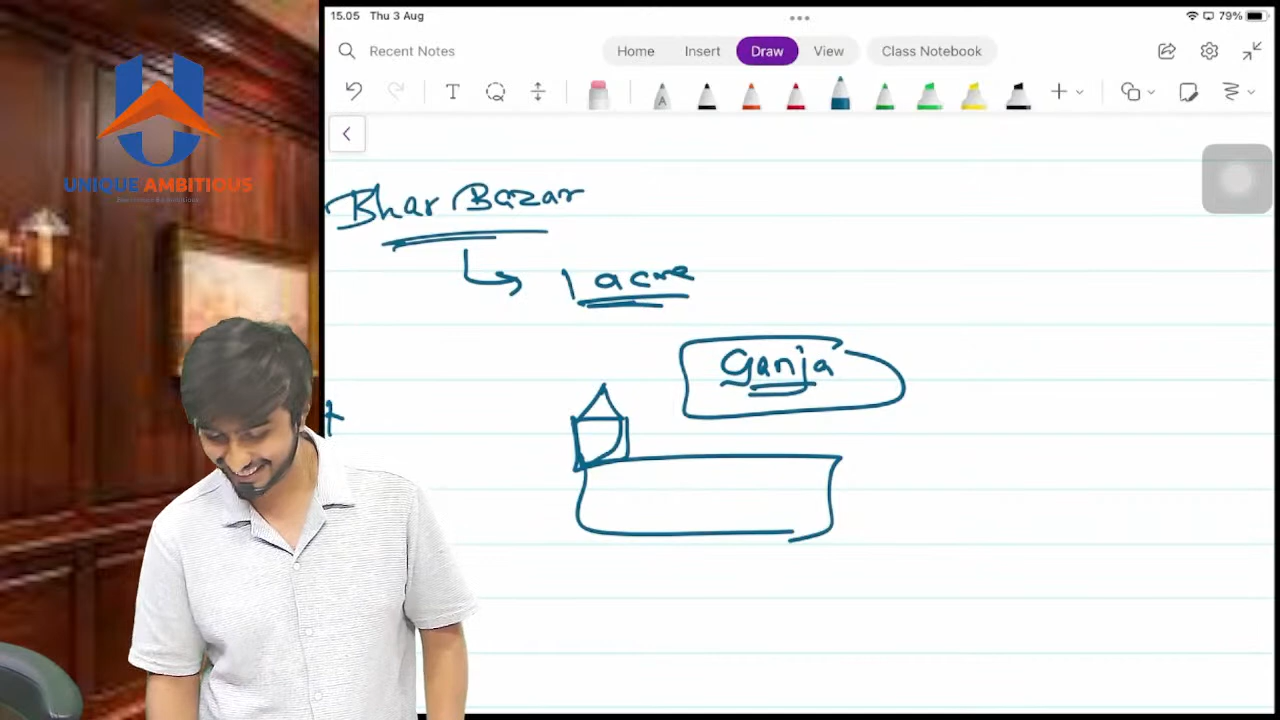 15.05 Thu 3 Aug
79%
Recent Notes
Home Insert Draw View Class Notebook
T
A
UNIQUE AMBITIOUS
Bhar Bazar
1 acre
Ganja